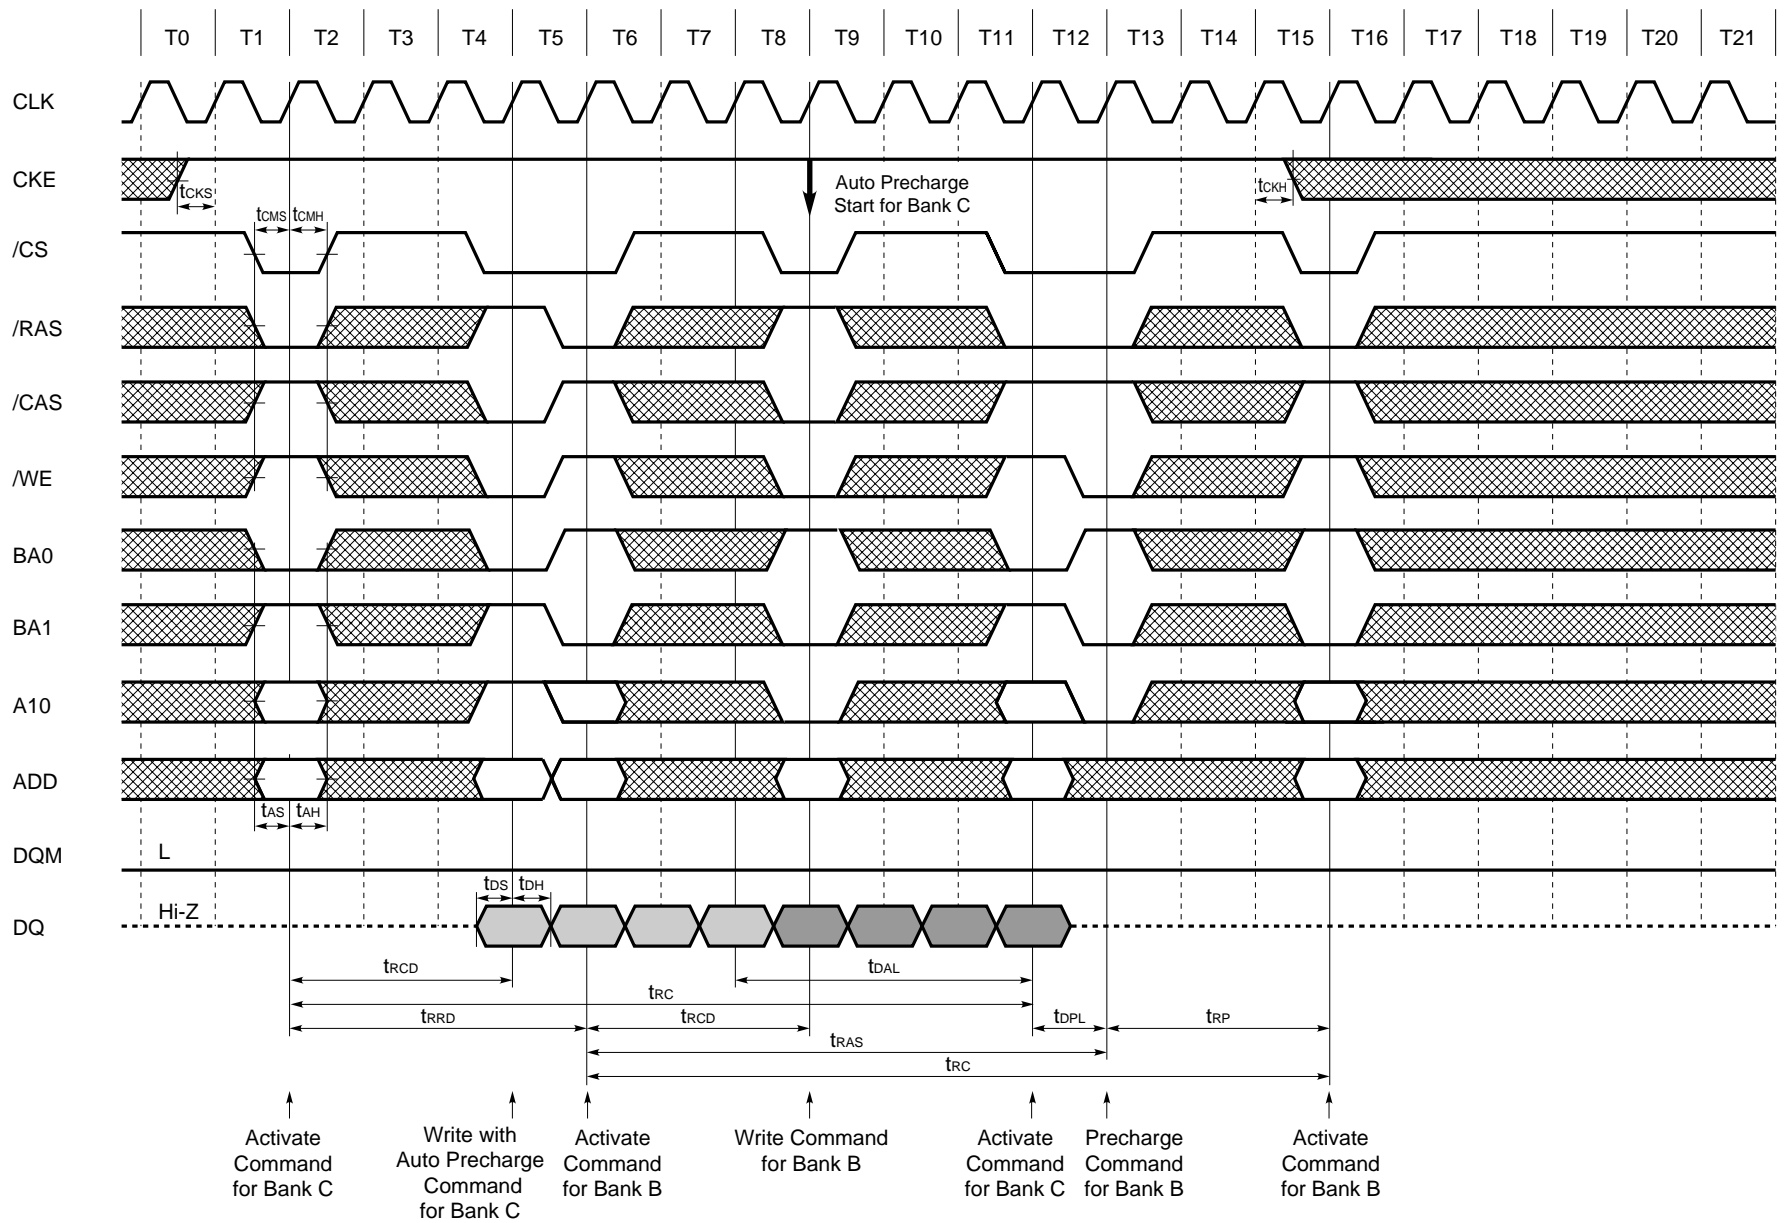 T0 T1 T2 T3 T4 T5 T6 T7 T8 T9 T10 T11 T12 T13 T14 T15 T16 T17 T18 T19 T20 T21
CLK
CKE
tCKS
Auto Precharge
Start for Bank C
tCKH
tCMS tCMH
/CS
/RAS
/CAS
/WE
BA0
BA1
A10
ADD
tAS tAH
DQM
L
tDS tDH
DQ
Hi-Z
tRCD
tDAL
tRC
tRRD
tRCD
tDPL
tRP
tRAS
tRC
Activate
Command
for Bank C
Write with
Auto Precharge
Command
for Bank C
Activate
Command
for Bank B
Write Command
for Bank B
Activate
Command
for Bank C
Precharge
Command
for Bank B
Activate
Command
for Bank B